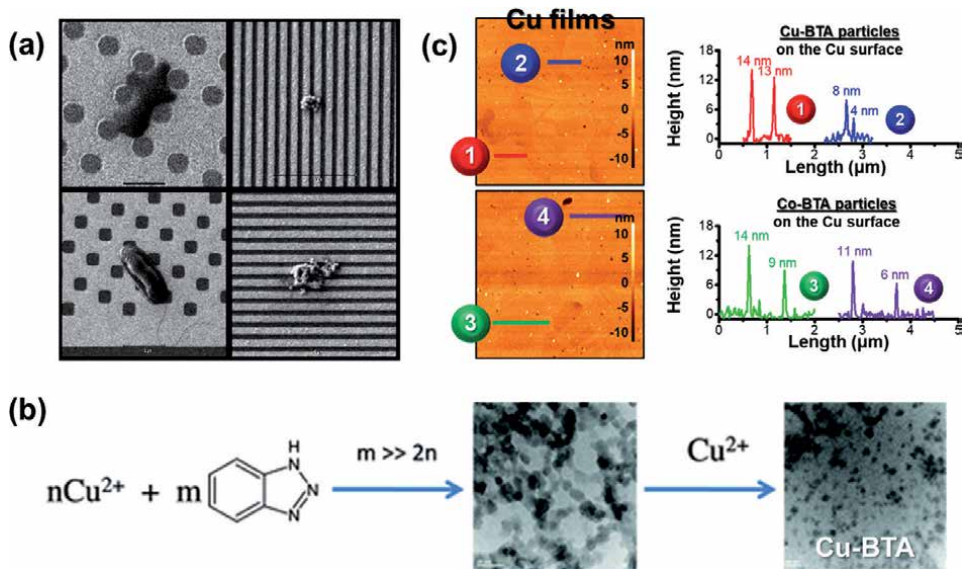 (a)
(c)
Cu films
2
1
nm
10
5
0
-5
-10
4
3
nm
10
5
0
-5
-10
Cu-BTA particles
on the Cu surface
Height (nm)
18
12
6
0
14 nm
13 nm
8 nm
4 nm
1
2
0 1 2 3 4 5
Length (µm)
Co-BTA particles
on the Cu surface
Height (nm)
18
12
6
0
14 nm
9 nm
11 nm
6 nm
3
4
0 1 2 3 4 5
Length (µm)
(b)
nCu²⁺ + m
H
N
N
N
m >> 2n
Cu²⁺
Cu-BTA